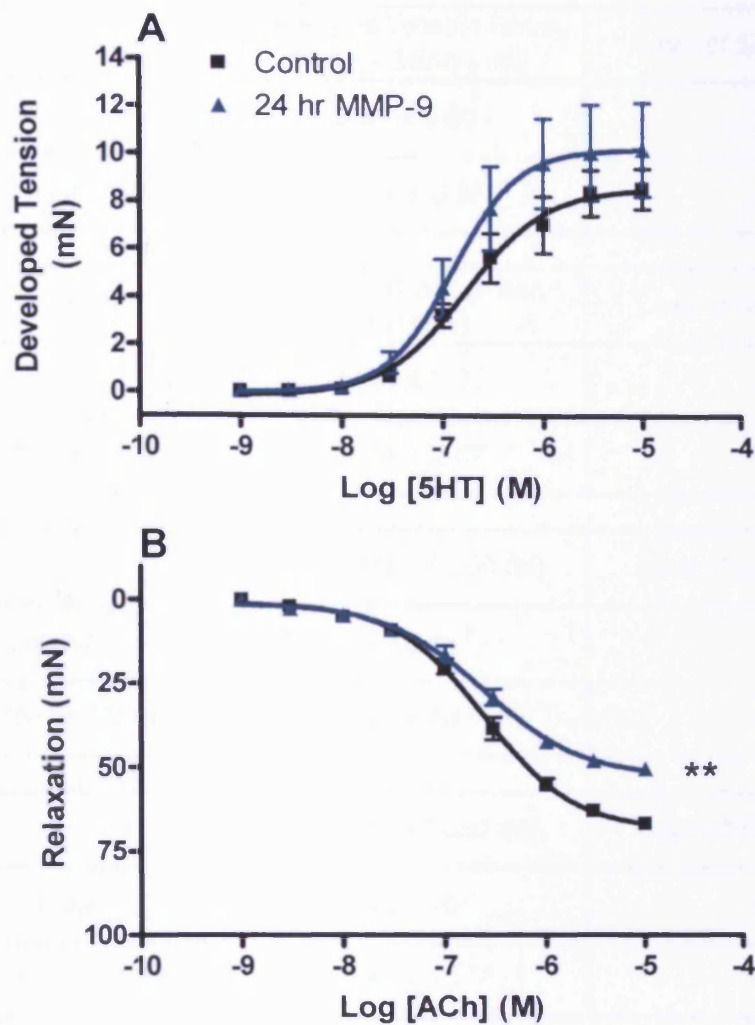 A
Control
24 hr MMP-9
Developed Tension
(mN)
14
12
10
8
6
4
2
0
-10 -9 -8 -7 -6 -5 -4
Log [5HT] (M)
B
Relaxation (mN)
0
25
50
75
100
**
-10 -9 -8 -7 -6 -5 -4
Log [ACh] (M)